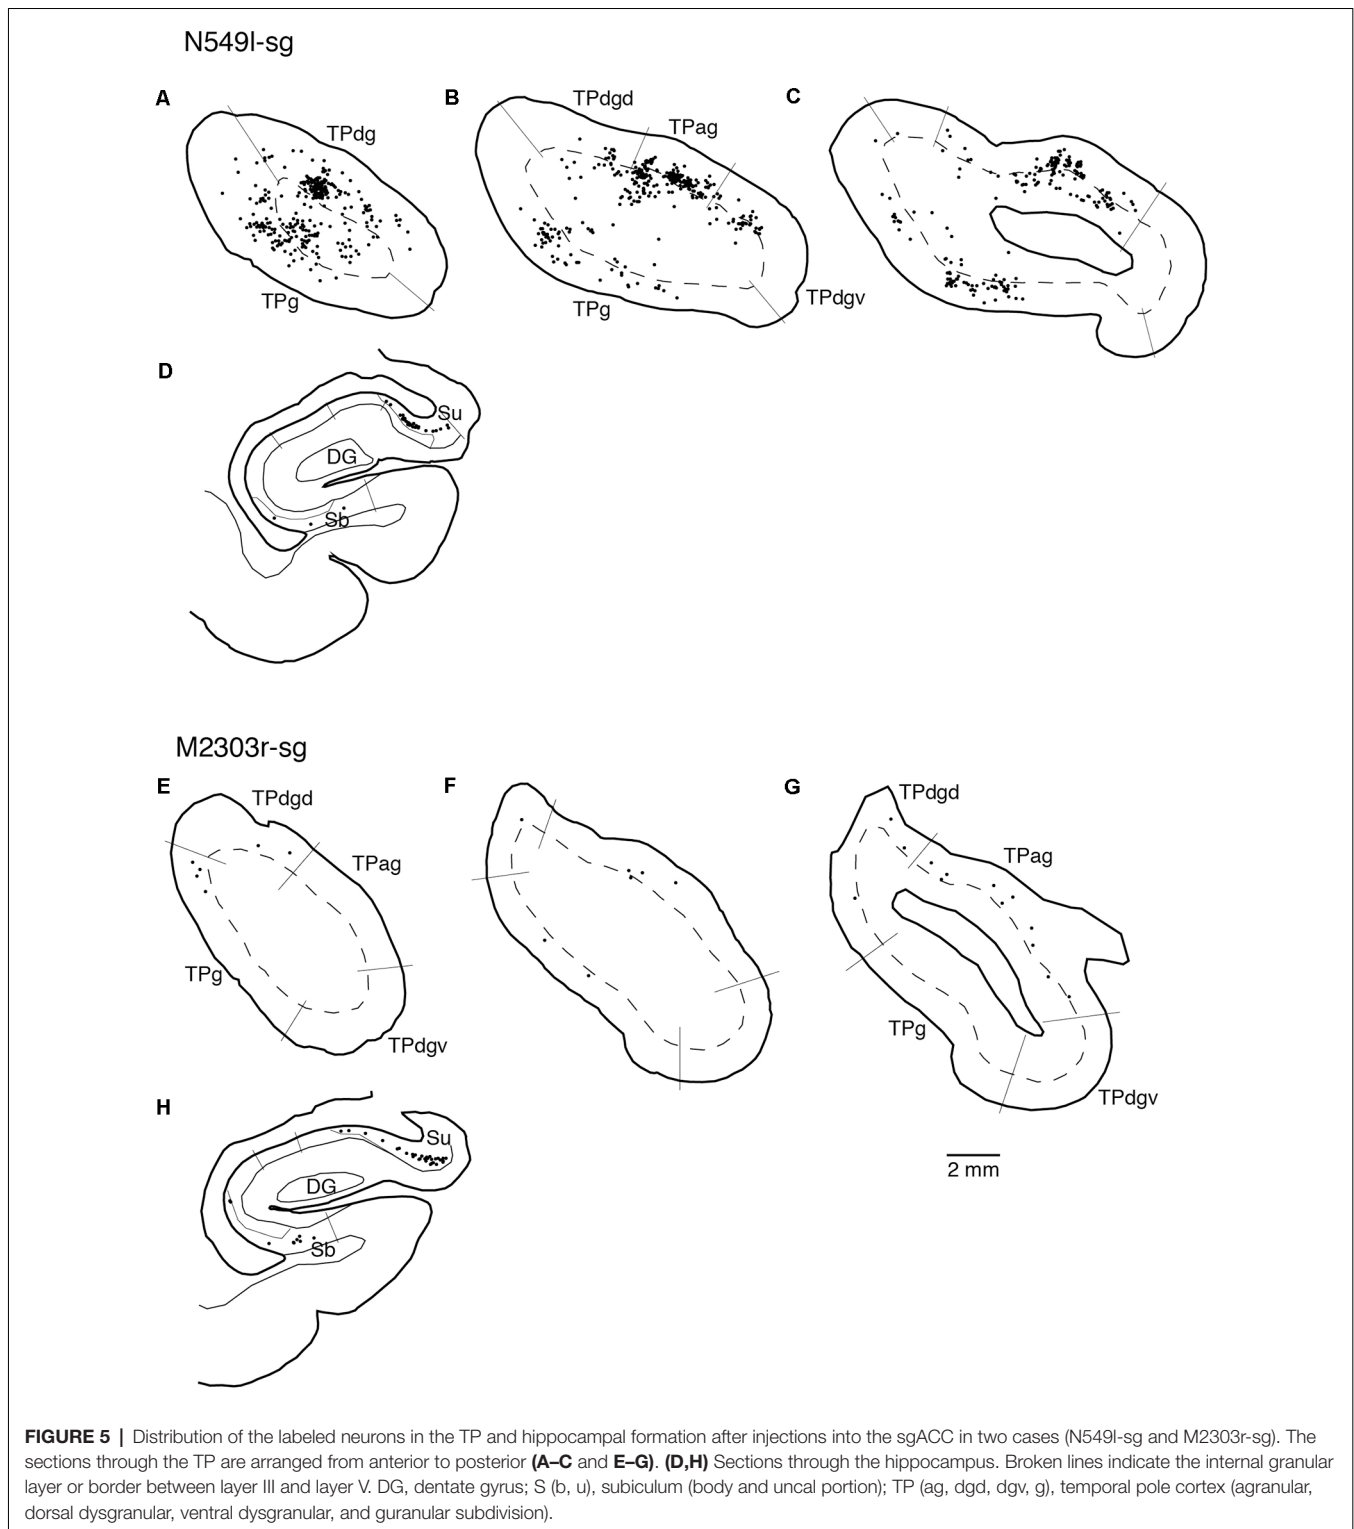 N549l-sg
A
TPdg
TPg
B
TPdgd
TPag
TPg
TPdgv
C
D
Su
DG
Sb
M2303r-sg
E
TPdgd
TPag
TPg
TPdgv
F
G
TPdgd
TPag
TPg
TPdgv
H
Su
DG
Sb
2 mm
FIGURE 5 | Distribution of the labeled neurons in the TP and hippocampal formation after injections into the sgACC in two cases (N549l-sg and M2303r-sg). The
sections through the TP are arranged from anterior to posterior (A–C and E–G). (D,H) Sections through the hippocampus. Broken lines indicate the internal granular
layer or border between layer III and layer V. DG, dentate gyrus; S (b, u), subiculum (body and uncal portion); TP (ag, dgd, dgv, g), temporal pole cortex (agranular,
dorsal dysgranular, ventral dysgranular, and guranular subdivision).